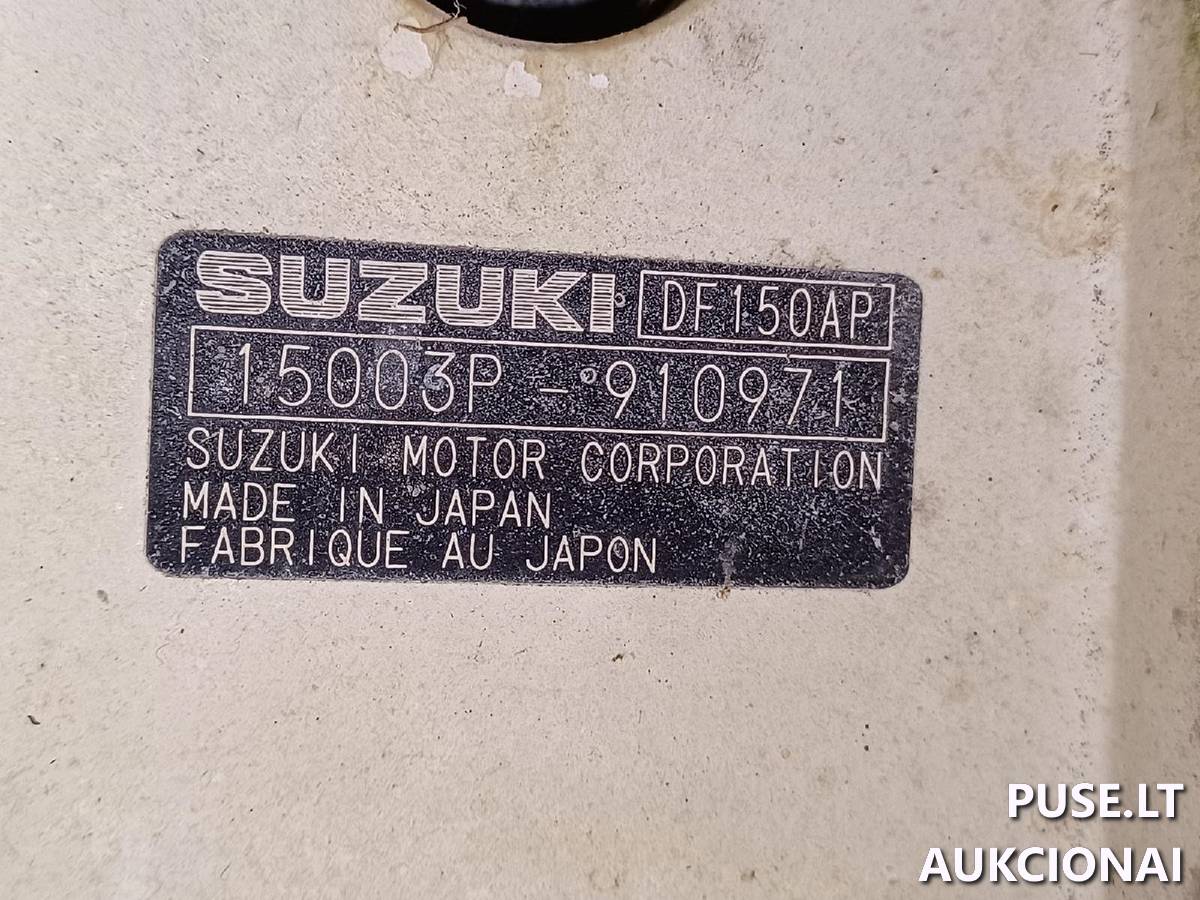 SUZUKI DF150AP
15003P-910971
SUZUKI MOTOR CORPORATION
MADE IN JAPAN
FABRIQUE AU JAPON
PUSE.LT
AUKCIONAI